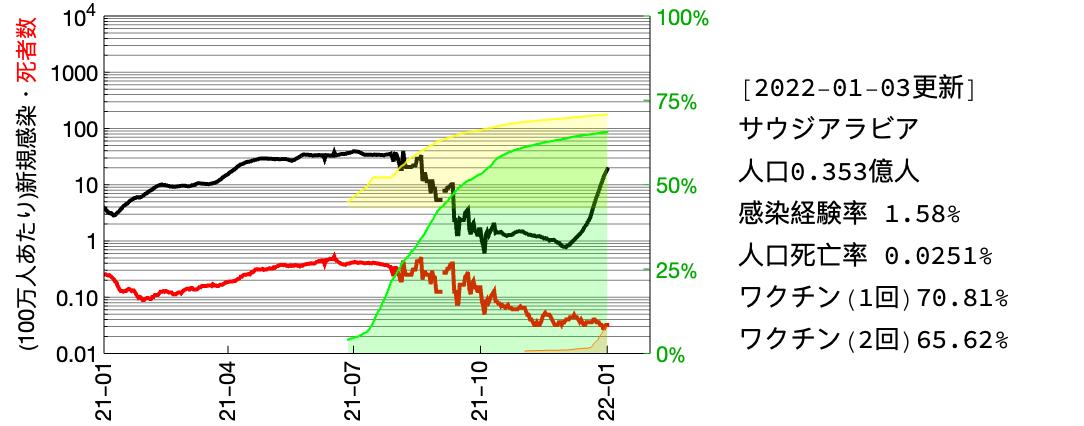 (100万人あたり)新規感染・死者数
10^4
1000
100
10
1
0.10
0.01
100%
75%
50%
25%
0%
21-01
21-04
21-07
21-10
22-01
[2022-01-03更新]
サウジアラビア
人口0.353億人
感染経験率 1.58%
人口死亡率 0.0251%
ワクチン(1回)70.81%
ワクチン(2回)65.62%